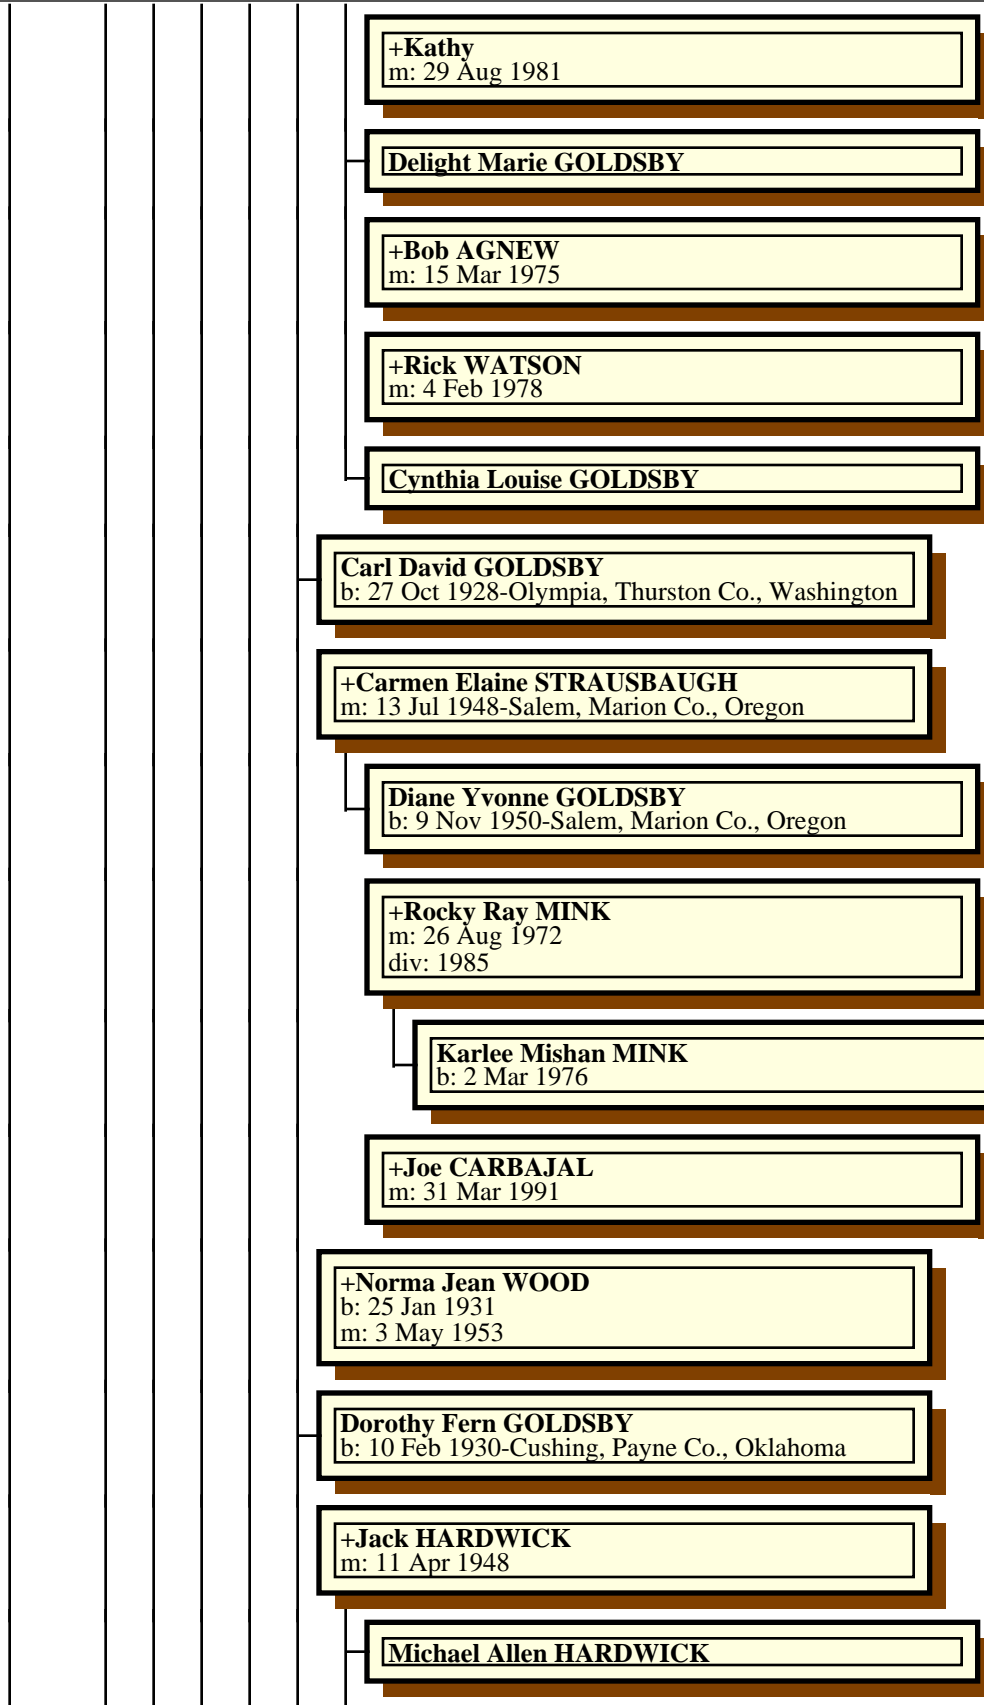 +Kathy
m: 29 Aug 1981
Delight Marie GOLDSBY
+Bob AGNEW
m: 15 Mar 1975
+Rick WATSON
m: 4 Feb 1978
Cynthia Louise GOLDSBY
Carl David GOLDSBY
b: 27 Oct 1928-Olympia, Thurston Co., Washington
+Carmen Elaine STRAUSBAUGH
m: 13 Jul 1948-Salem, Marion Co., Oregon
Diane Yvonne GOLDSBY
b: 9 Nov 1950-Salem, Marion Co., Oregon
+Rocky Ray MINK
m: 26 Aug 1972
div: 1985
Karlee Mishan MINK
b: 2 Mar 1976
+Joe CARBAJAL
m: 31 Mar 1991
+Norma Jean WOOD
b: 25 Jan 1931
m: 3 May 1953
Dorothy Fern GOLDSBY
b: 10 Feb 1930-Cushing, Payne Co., Oklahoma
+Jack HARDWICK
m: 11 Apr 1948
Michael Allen HARDWICK